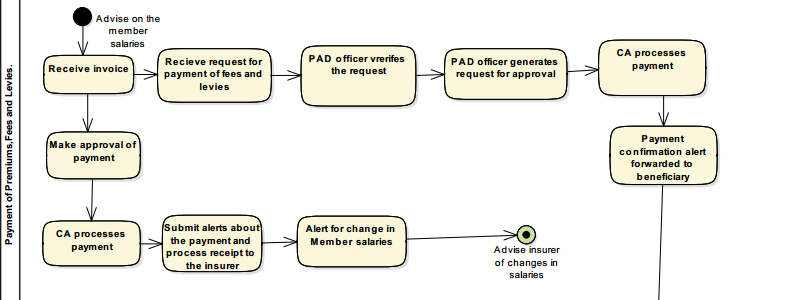 Payment of Premiums,Fees and Levies.
Advise on the
member
salaries
Receive invoice
Recieve request for
payment of fees and
levies
PAD officer vrerifes
the request
PAD officer generates
request for approval
CA processes
payment
Payment
confirmation alert
forwarded to
beneficiary
Make approval of
payment
CA processes
payment
Submit alerts about
the payment and
process receipt to
the insurer
Alert for change in
Member salaries
Advise insurer
of changes in
salaries